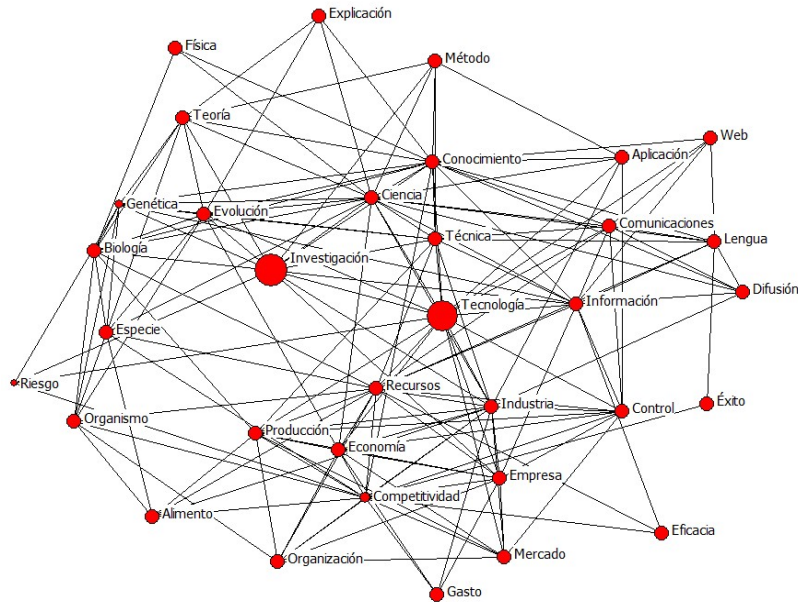 Explicación
Física
Método
Teoría
Web
Conocimiento
Aplicación
Genética
Ciencia
Evolución
Comunicaciones
Técnica
Lengua
Biología
Investigación
Difusión
Tecnología
Información
Especie
Riesgo
Recursos
Industria
Éxito
Control
Organismo
Producción
Economía
Empresa
Competitividad
Alimento
Eficacia
Mercado
Organización
Gasto